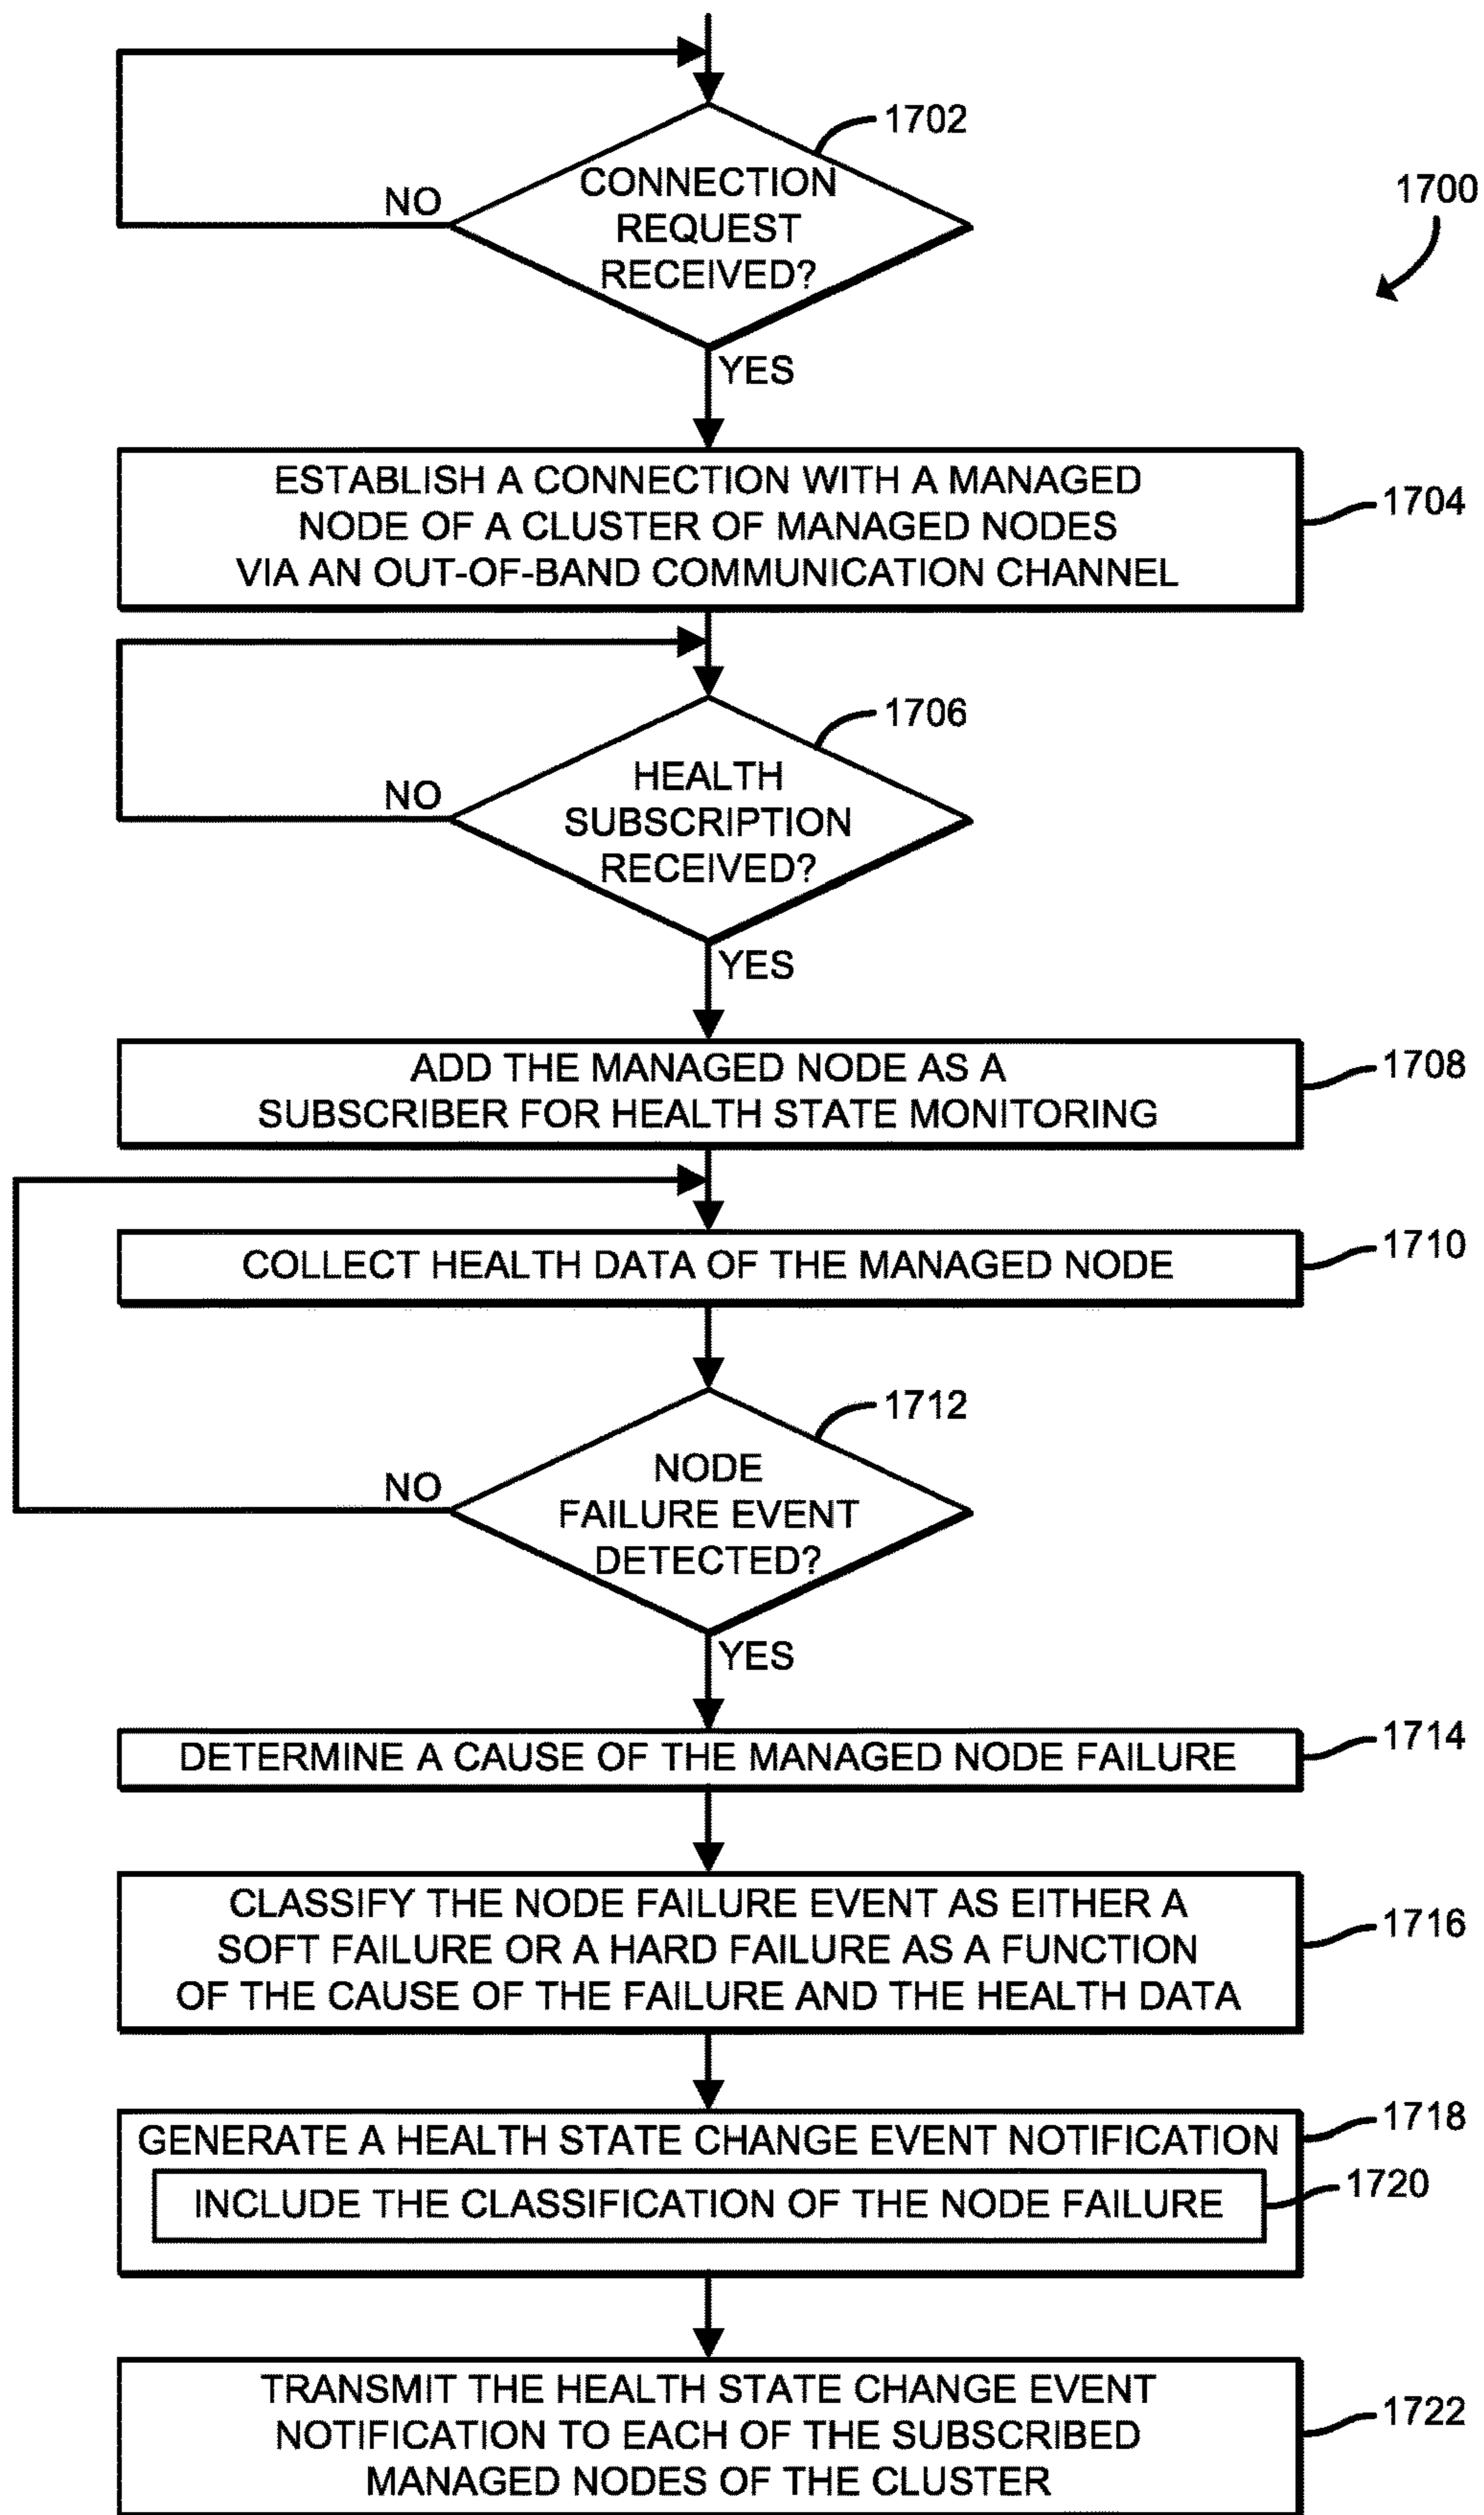 1702
CONNECTION
REQUEST
RECEIVED?
NO
1700
YES
ESTABLISH A CONNECTION WITH A MANAGED
NODE OF A CLUSTER OF MANAGED NODES
VIA AN OUT-OF-BAND COMMUNICATION CHANNEL
1704
1706
HEALTH
SUBSCRIPTION
RECEIVED?
NO
YES
ADD THE MANAGED NODE AS A
SUBSCRIBER FOR HEALTH STATE MONITORING
1708
COLLECT HEALTH DATA OF THE MANAGED NODE
1710
1712
NODE
FAILURE EVENT
DETECTED?
NO
YES
DETERMINE A CAUSE OF THE MANAGED NODE FAILURE
1714
CLASSIFY THE NODE FAILURE EVENT AS EITHER A
SOFT FAILURE OR A HARD FAILURE AS A FUNCTION
OF THE CAUSE OF THE FAILURE AND THE HEALTH DATA
1716
GENERATE A HEALTH STATE CHANGE EVENT NOTIFICATION
1718
INCLUDE THE CLASSIFICATION OF THE NODE FAILURE
1720
TRANSMIT THE HEALTH STATE CHANGE EVENT
NOTIFICATION TO EACH OF THE SUBSCRIBED
MANAGED NODES OF THE CLUSTER
1722